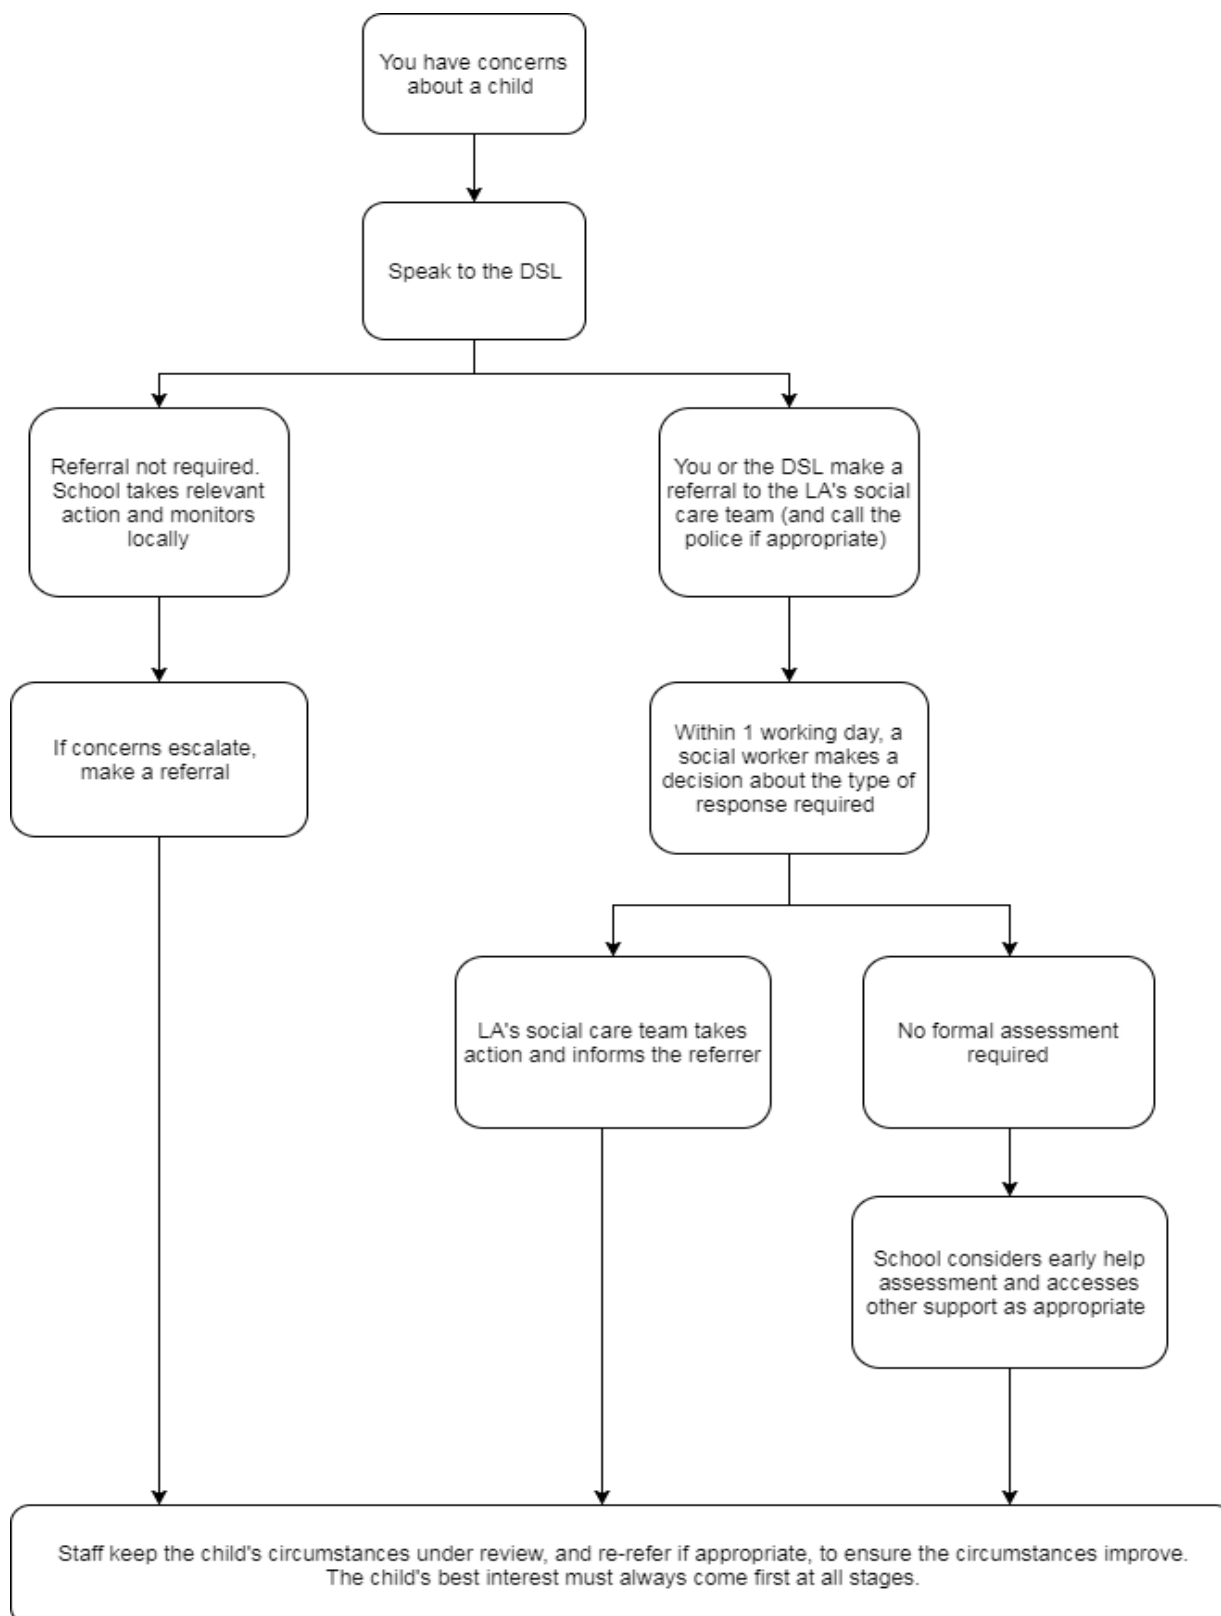 You have concerns
about a child
Speak to the DSL
Referral not required.
School takes relevant
action and monitors
locally
You or the DSL make a
referral to the LA's social
care team (and call the
police if appropriate)
If concerns escalate,
make a referral
Within 1 working day, a
social worker makes a
decision about the type of
response required
LA's social care team takes
action and informs the referrer
No formal assessment
required
School considers early help
assessment and accesses
other support as appropriate
Staff keep the child's circumstances under review, and re-refer if appropriate, to ensure the circumstances improve.
The child's best interest must always come first at all stages.